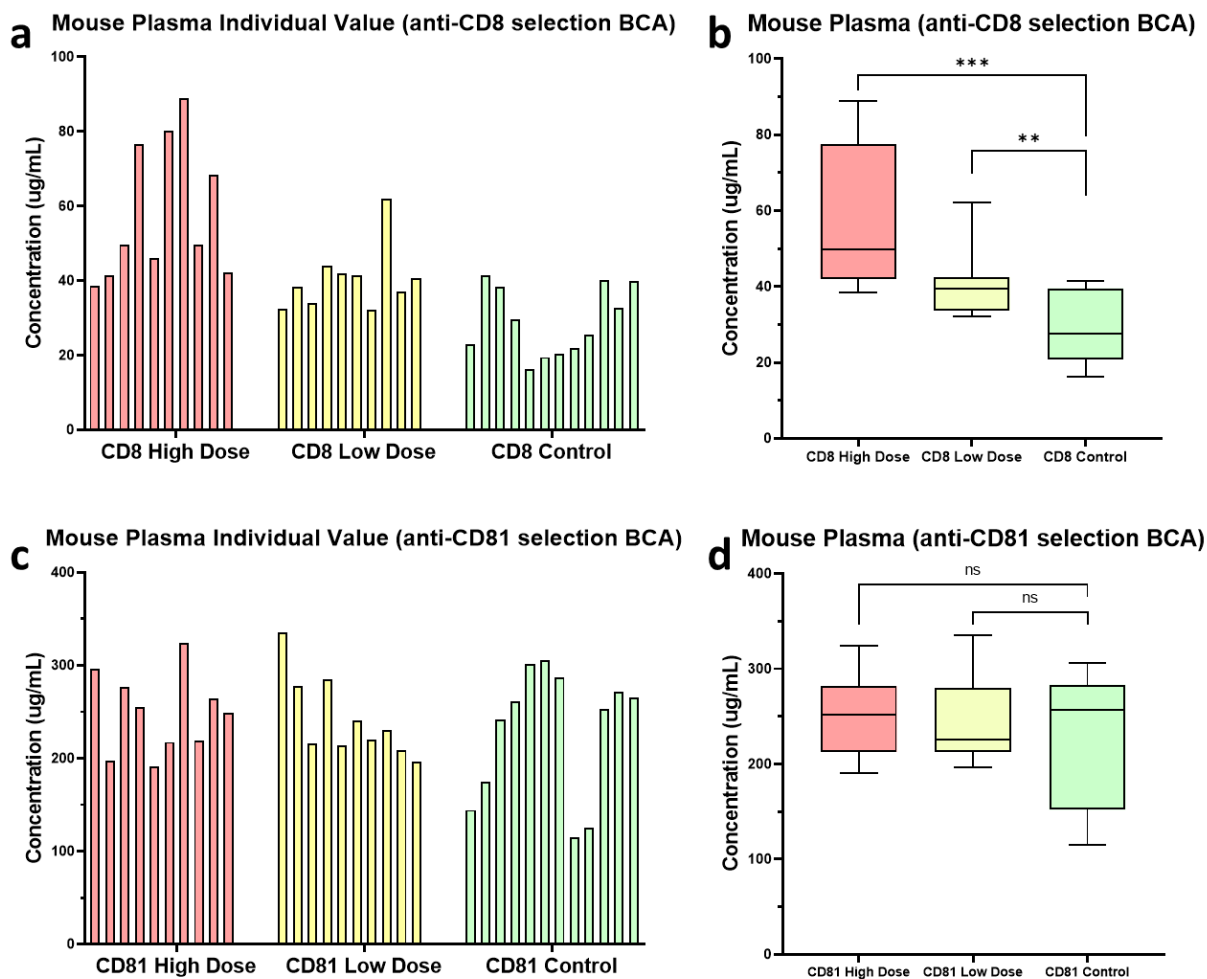 a
Mouse Plasma Individual Value (anti-CD8 selection BCA)
Concentration (ug/mL)
100
80
60
40
20
0
CD8 High Dose
CD8 Low Dose
CD8 Control
b
Mouse Plasma (anti-CD8 selection BCA)
Concentration (ug/mL)
100
80
60
40
20
0
***
**
CD8 High Dose
CD8 Low Dose
CD8 Control
c
Mouse Plasma Individual Value (anti-CD81 selection BCA)
Concentration (ug/mL)
400
300
200
100
0
CD81 High Dose
CD81 Low Dose
CD81 Control
d
Mouse Plasma (anti-CD81 selection BCA)
Concentration (ug/mL)
400
300
200
100
0
ns
ns
CD81 High Dose
CD81 Low Dose
CD81 Control